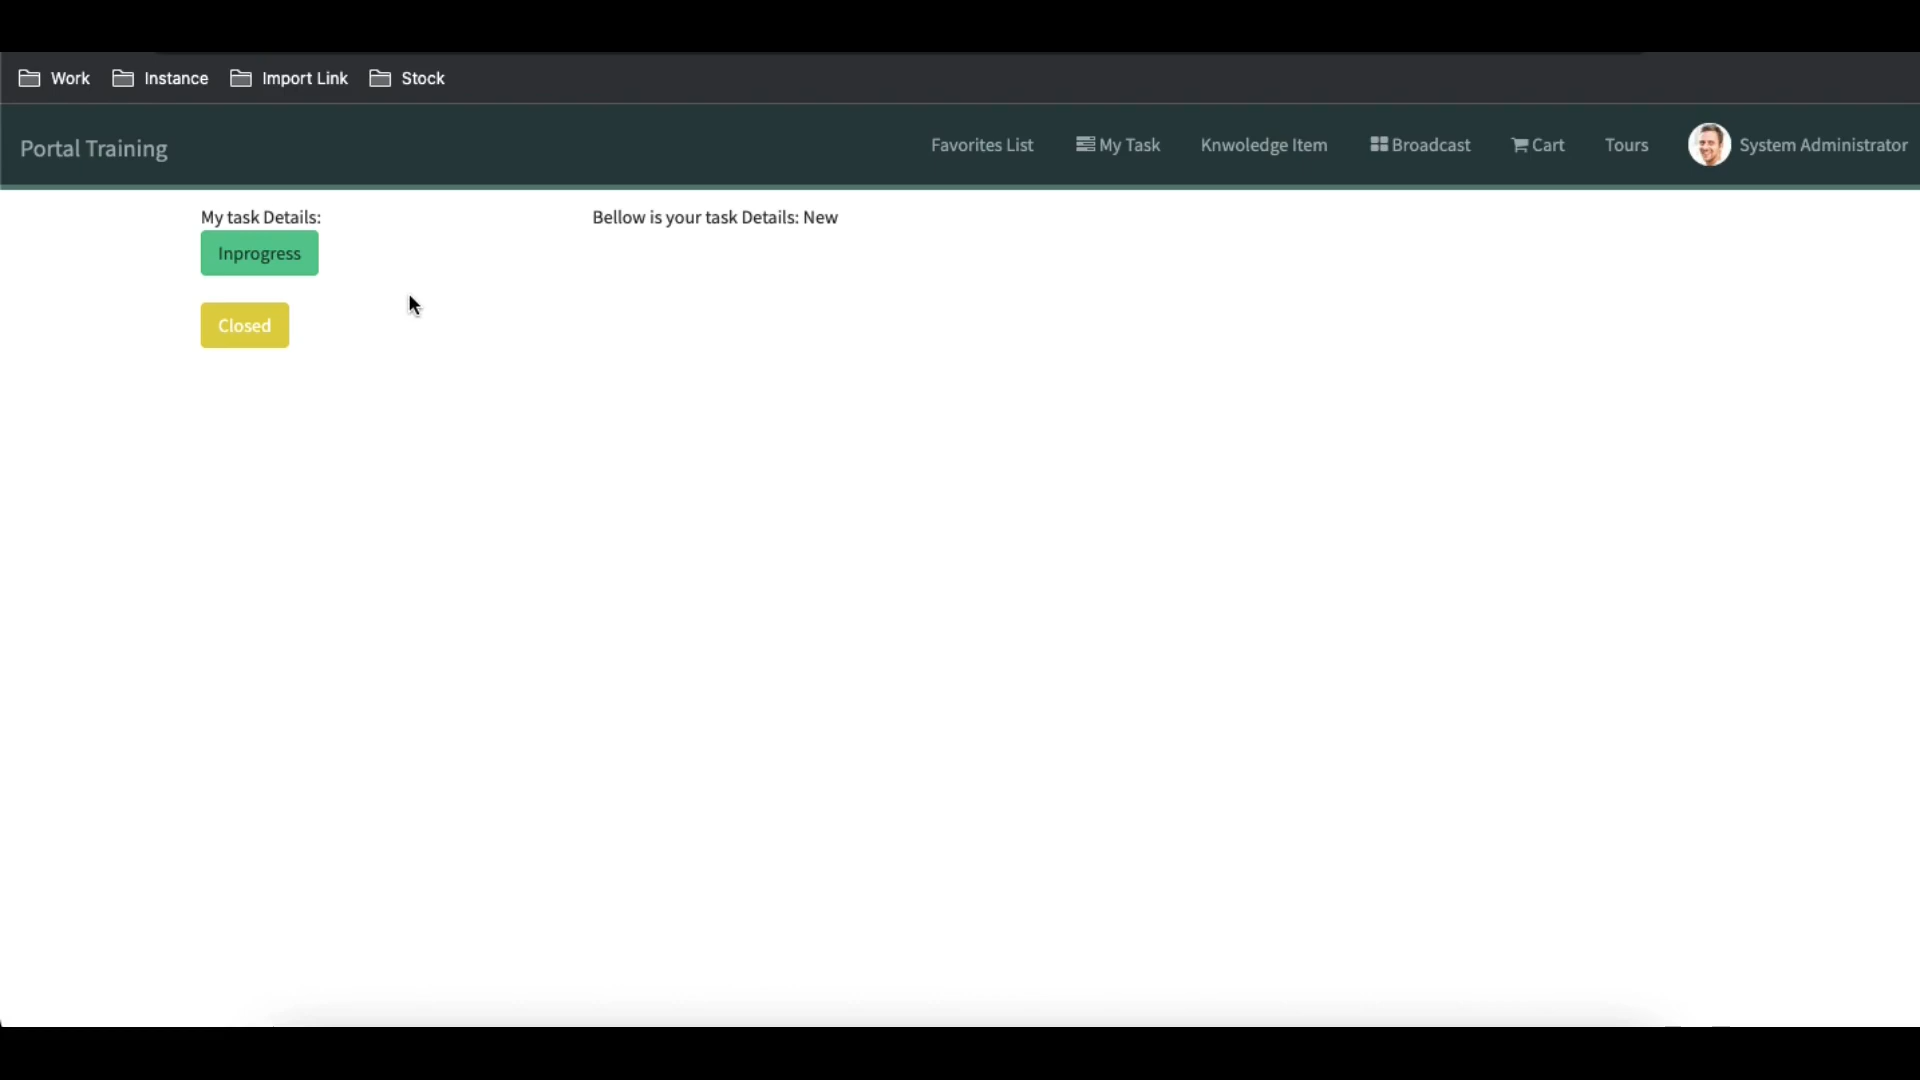 Work Instance Import Link Stock
Portal Training Favorites List My Task Knwoledge Item Broadcast Cart Tours System Administrator
My task Details: Bellow is your task Details: New
Inprogress
Closed